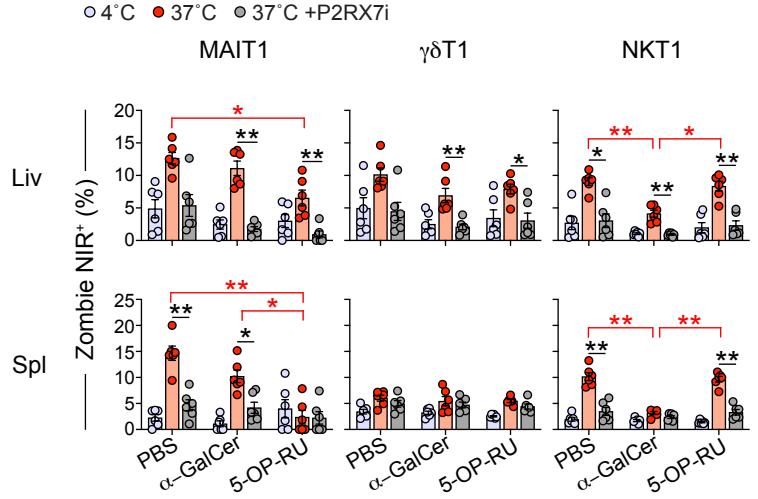 4˚C 37˚C 37˚C +P2RX7i
MAIT1 γδT1 NKT1
Liv
Zombie NIR⁺ (%)
20
15
10
5
0
* ** **
** *
** * * ** **
Spl
25
20
15
10
5
0
** * ** *
** ** ** **
PBS α-GalCer 5-OP-RU PBS α-GalCer 5-OP-RU PBS α-GalCer 5-OP-RU